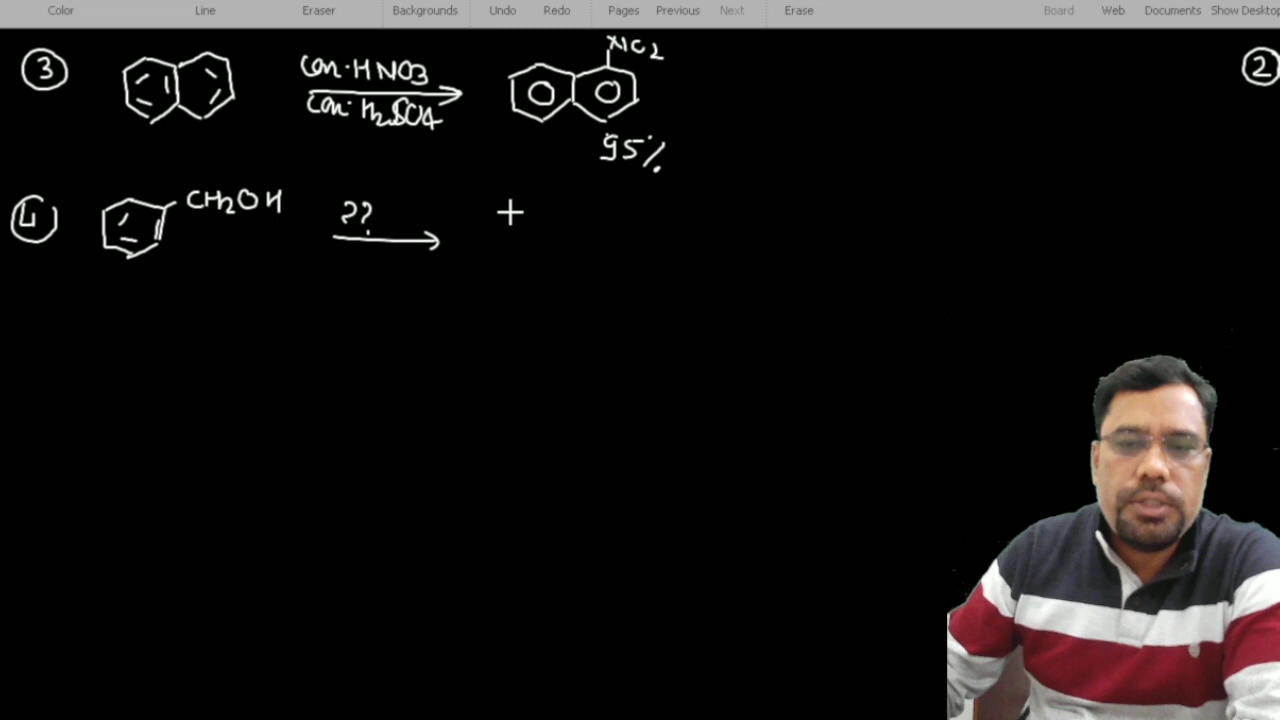 Color Line Eraser Backgrounds Undo Redo Pages Previous Next Erase Board Web Documents Show Desktop
3 con·HNO3
con·H2SO4
95%
2
4 CH2OH ??
+